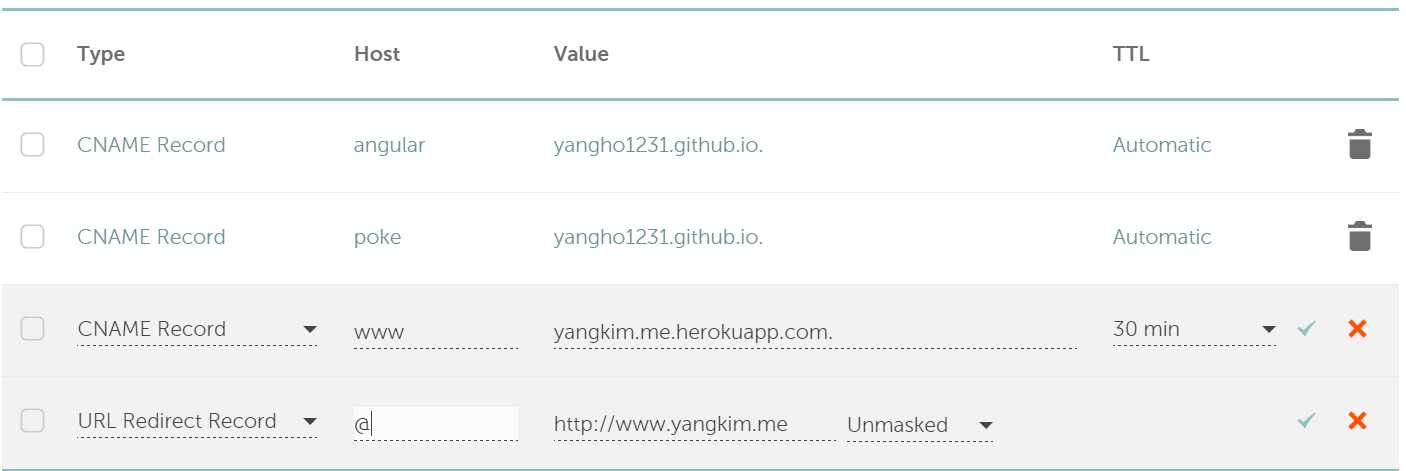 Type Host Value TTL
CNAME Record angular yangho1231.github.io. Automatic
CNAME Record poke yangho1231.github.io. Automatic
CNAME Record www yangkim.me.herokuapp.com. 30 min
URL Redirect Record @ http://www.yangkim.me Unmasked